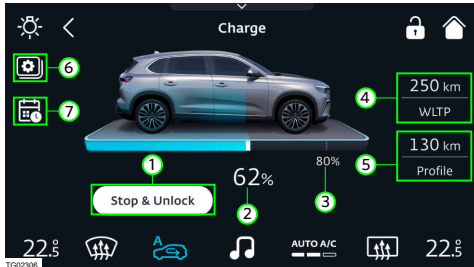 Charge
6
7
4
250 km
WLTP
5
130 km
Profile
1
80%
62%
Stop & Unlock
2
3
22.5
A
AUTO A/C
22.5
TG02306